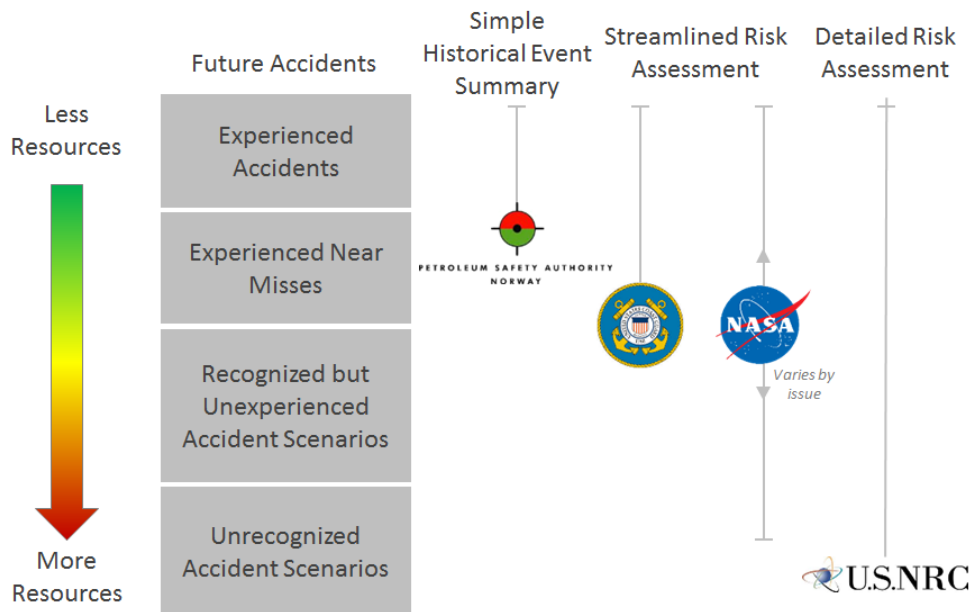 Simple
Historical Event
Summary
Streamlined Risk
Assessment
Detailed Risk
Assessment
Future Accidents
Less
Resources
Experienced
Accidents
Experienced Near
Misses
PETROLEUM SAFETY AUTHORITY
NORWAY
NASA
Varies by
issue
Recognized but
Unexperienced
Accident Scenarios
Unrecognized
Accident Scenarios
More
Resources
U.S.NRC